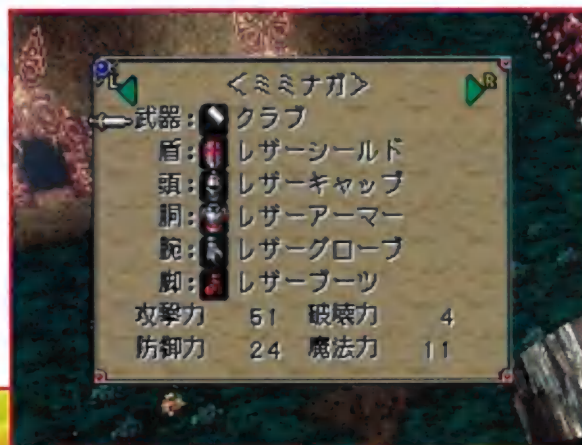 L R
＜ミミナガ＞
武器:クラブ
盾:レザーシールド
頭:レザーキャップ
胴:レザーアーマー
腕:レザーグローブ
脚:レザーブーツ
攻撃力 51 破壊力 4
防御力 24 魔法力 11